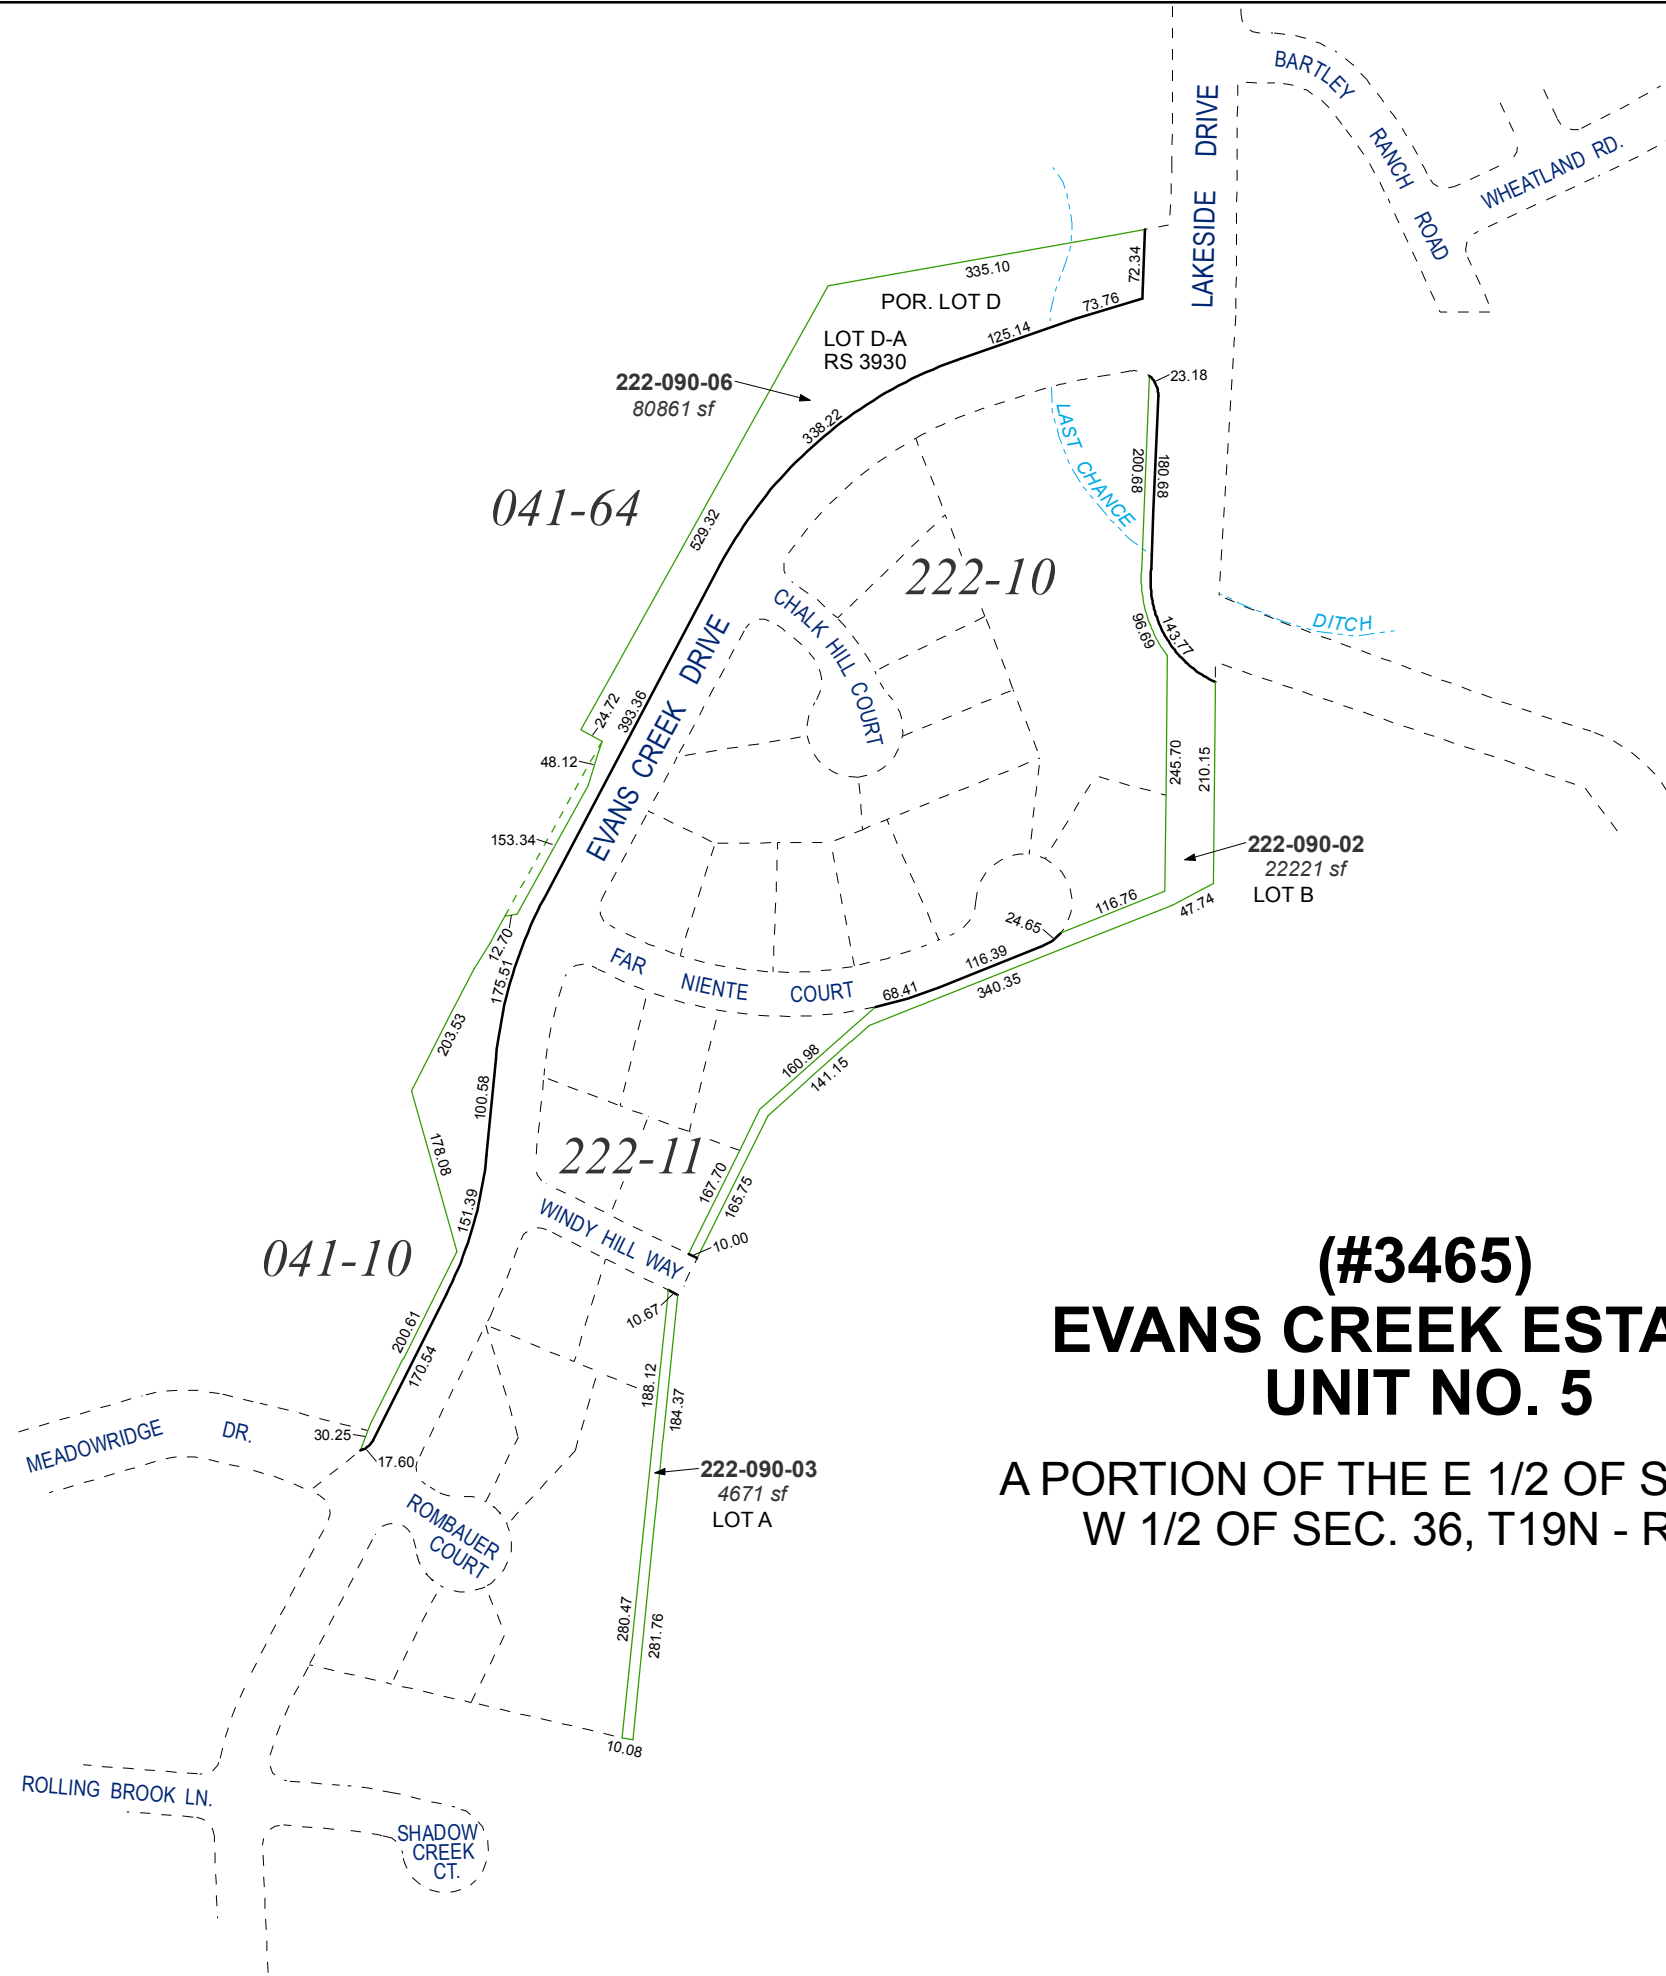 BARTLEY
RANCH
ROAD
WHEATLAND RD.
LAKESIDE DRIVE
335.10
72.34
73.76
POR. LOT D
125.14
LOT D-A
RS 3930
222-090-06
80861 sf
338.22
23.18
LAST CHANCE
200.68
180.68
041-64
529.32
222-10
CHALK HILL COURT
DITCH
96.69
143.77
EVANS CREEK DRIVE
24.72
393.36
48.12
245.70
210.15
153.34
222-090-02
22221 sf
LOT B
116.76
47.74
24.65
12.70
175.51
FAR NIENTE COURT
116.39
68.41
340.35
203.53
160.98
141.15
100.58
178.08
222-11
167.70
165.75
151.39
WINDY HILL WAY
10.00
041-10
10.67
200.61
170.54
188.12
184.37
MEADOWRIDGE DR.
30.25
17.60
222-090-03
4671 sf
LOT A
ROMBAUER
COURT
280.47
281.76
10.08
ROLLING BROOK LN.
SHADOW
CREEK
CT.
(#3465)
EVANS CREEK ESTA
UNIT NO. 5
A PORTION OF THE E 1/2 OF S
W 1/2 OF SEC. 36, T19N - R